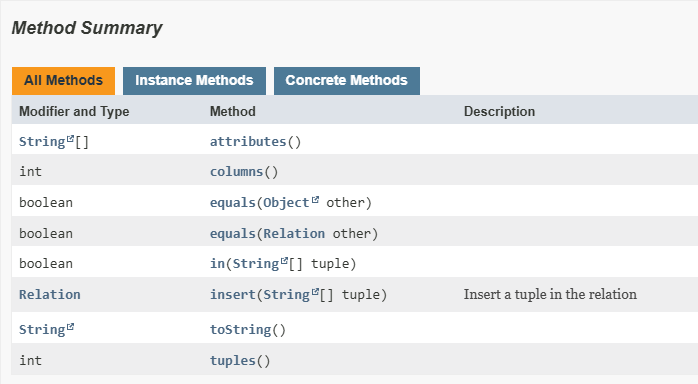 Method Summary
All Methods Instance Methods Concrete Methods
Modifier and Type Method Description
String[] attributes()
int columns()
boolean equals(Object other)
boolean equals(Relation other)
boolean in(String[] tuple)
Relation insert(String[] tuple) Insert a tuple in the relation
String toString()
int tuples()